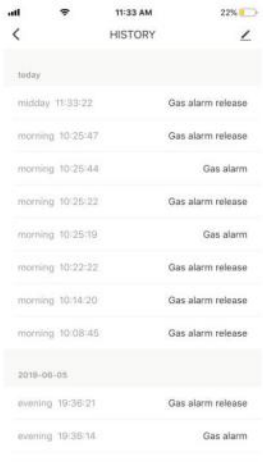 11:33 AM
22%
HISTORY
today
midday 11:33:22 Gas alarm release
morning 10:25:47 Gas alarm release
morning 10:25:44 Gas alarm
morning 10:25:22 Gas alarm release
morning 10:25:19 Gas alarm
morning 10:22:22 Gas alarm release
morning 10:14:20 Gas alarm release
morning 10:08:45 Gas alarm release
2019-06-05
evening 19:36:21 Gas alarm release
evening 19:36:14 Gas alarm